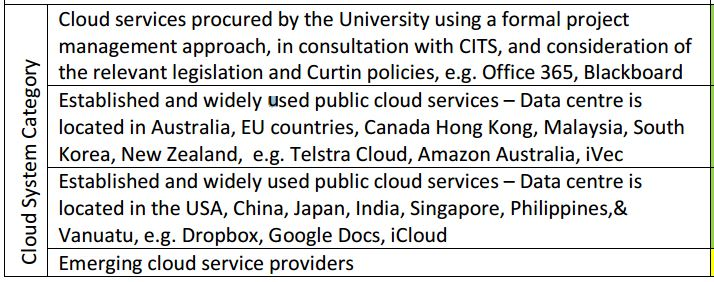 Cloud System Category
Cloud services procured by the University using a formal project
management approach, in consultation with CITS, and consideration of
the relevant legislation and Curtin policies, e.g. Office 365, Blackboard
Established and widely used public cloud services – Data centre is
located in Australia, EU countries, Canada Hong Kong, Malaysia, South
Korea, New Zealand,  e.g. Telstra Cloud, Amazon Australia, iVec
Established and widely used public cloud services – Data centre is
located in the USA, China, Japan, India, Singapore, Philippines,&
Vanuatu, e.g. Dropbox, Google Docs, iCloud
Emerging cloud service providers